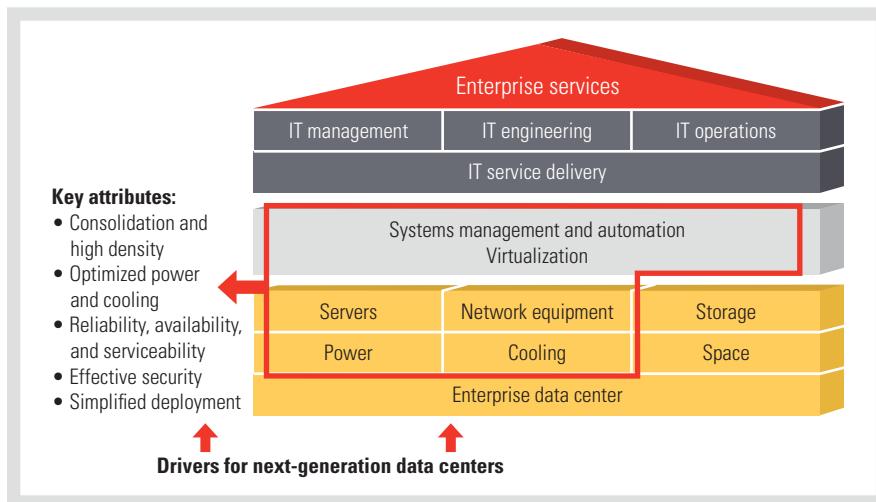 Enterprise services
IT management
IT engineering
IT operations
IT service delivery
Key attributes:
• Consolidation and
high density
• Optimized power
and cooling
• Reliability, availability,
and serviceability
• Effective security
• Simplified deployment
Systems management and automation
Virtualization
Servers
Network equipment
Storage
Power
Cooling
Space
Enterprise data center
Drivers for next-generation data centers